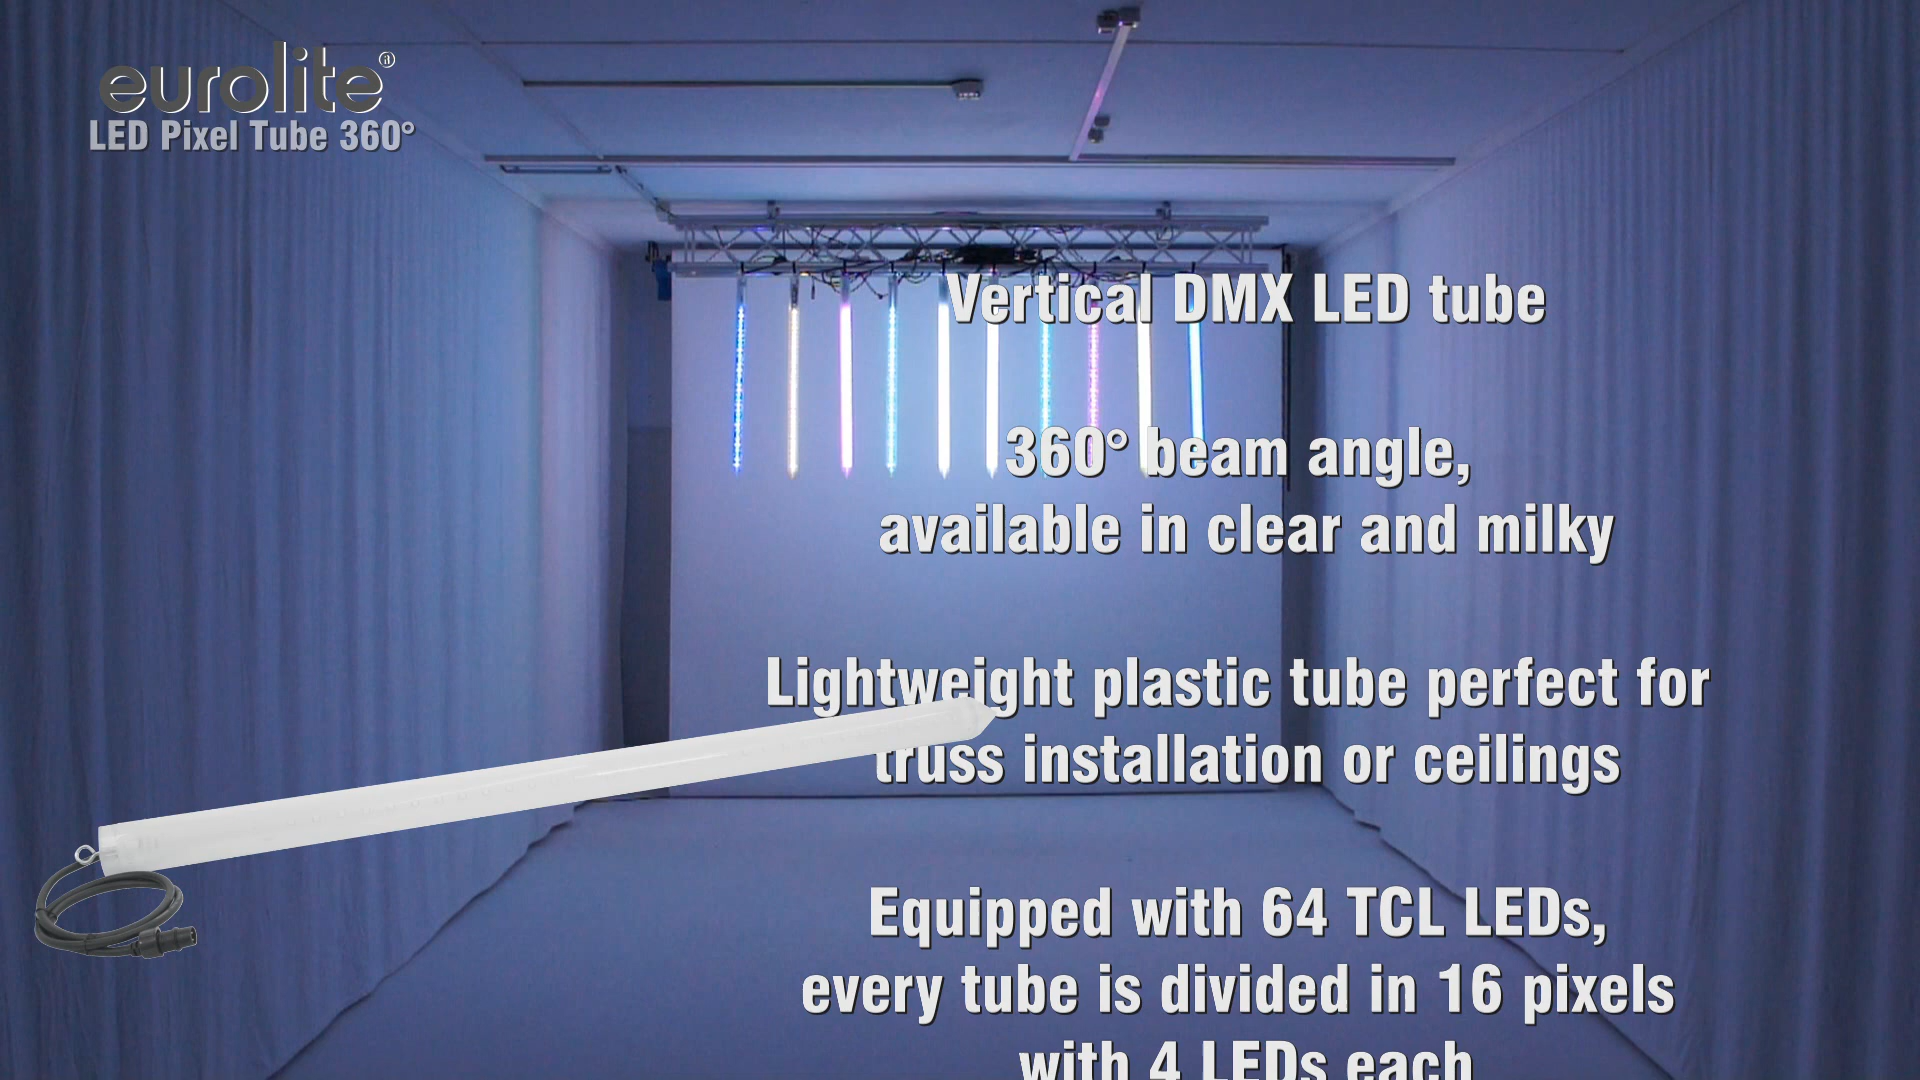 eurolite®
LED Pixel Tube 360°
Vertical DMX LED tube
360° beam angle,
available in clear and milky
Lightweight plastic tube perfect for
truss installation or ceilings
Equipped with 64 TCL LEDs,
every tube is divided in 16 pixels
with 4 LEDs each